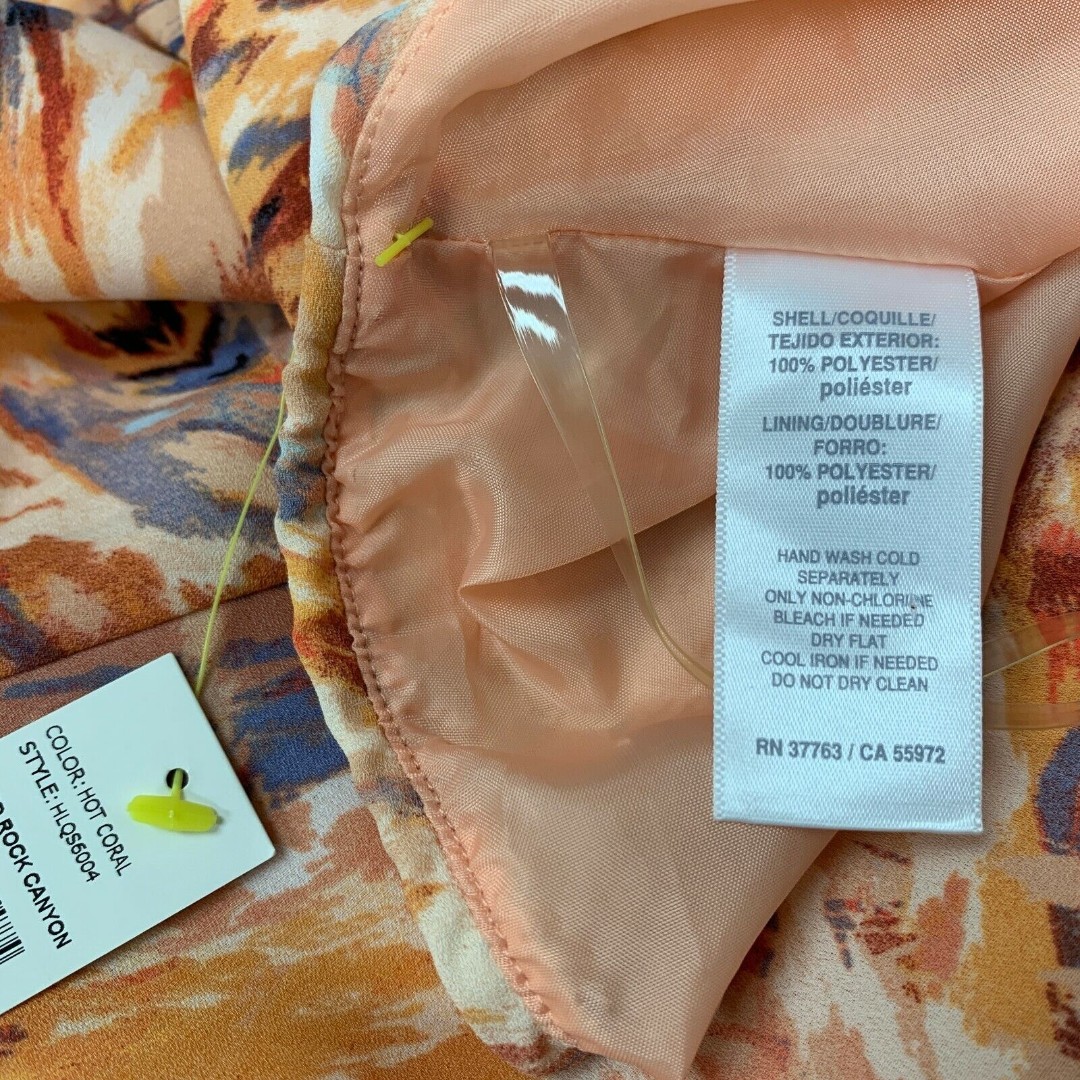 SHELL/COQUILLE/
TEJIDO EXTERIOR:
100% POLYESTER/
poliéster
LINING/DOUBLURE/
FORRO:
100% POLYESTER/
poliéster
HAND WASH COLD
SEPARATELY
ONLY NON-CHLORINE
BLEACH IF NEEDED
DRY FLAT
COOL IRON IF NEEDED
DO NOT DRY CLEAN
RN 37763 / CA 55972
COLOR: HOT CORAL
STYLE: HLQS6004
ROCK CANYON